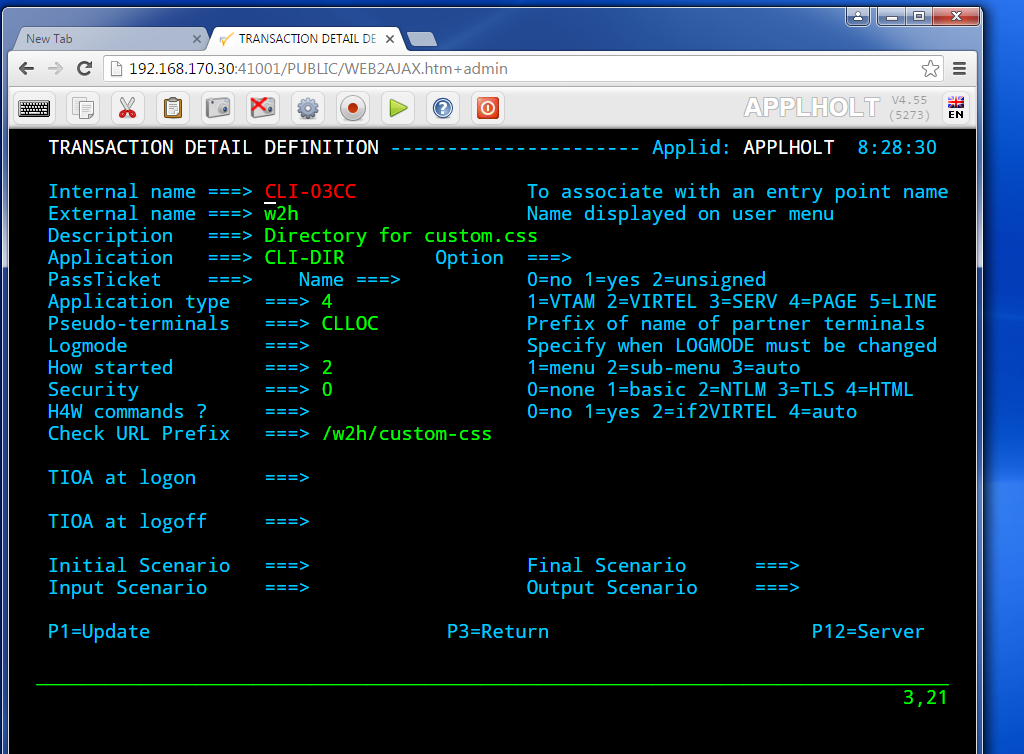 New Tab
TRANSACTION DETAIL DE
192.168.170.30:41001/PUBLIC/WEB2AJAX.htm+admin
APPLHOLT V4.55 (5273) EN
TRANSACTION DETAIL DEFINITION ---------------------- Applid: APPLHOLT 8:28:30
Internal name ===> CLI-03CC To associate with an entry point name
External name ===> w2h Name displayed on user menu
Description ===> Directory for custom.css
Application ===> CLI-DIR Option ===>
PassTicket ===> Name ===> 0=no 1=yes 2=unsigned
Application type ===> 4 1=VTAM 2=VIRTEL 3=SERV 4=PAGE 5=LINE
Pseudo-terminals ===> CLLOC Prefix of name of partner terminals
Logmode ===> Specify when LOGMODE must be changed
How started ===> 2 1=menu 2=sub-menu 3=auto
Security ===> 0 0=none 1=basic 2=NTLM 3=TLS 4=HTML
H4W commands ? ===> 0=no 1=yes 2=if2VIRTEL 4=auto
Check URL Prefix ===> /w2h/custom-css
TIOA at logon ===>
TIOA at logoff ===>
Initial Scenario ===> Final Scenario ===>
Input Scenario ===> Output Scenario ===>
P1=Update P3=Return P12=Server
3,21